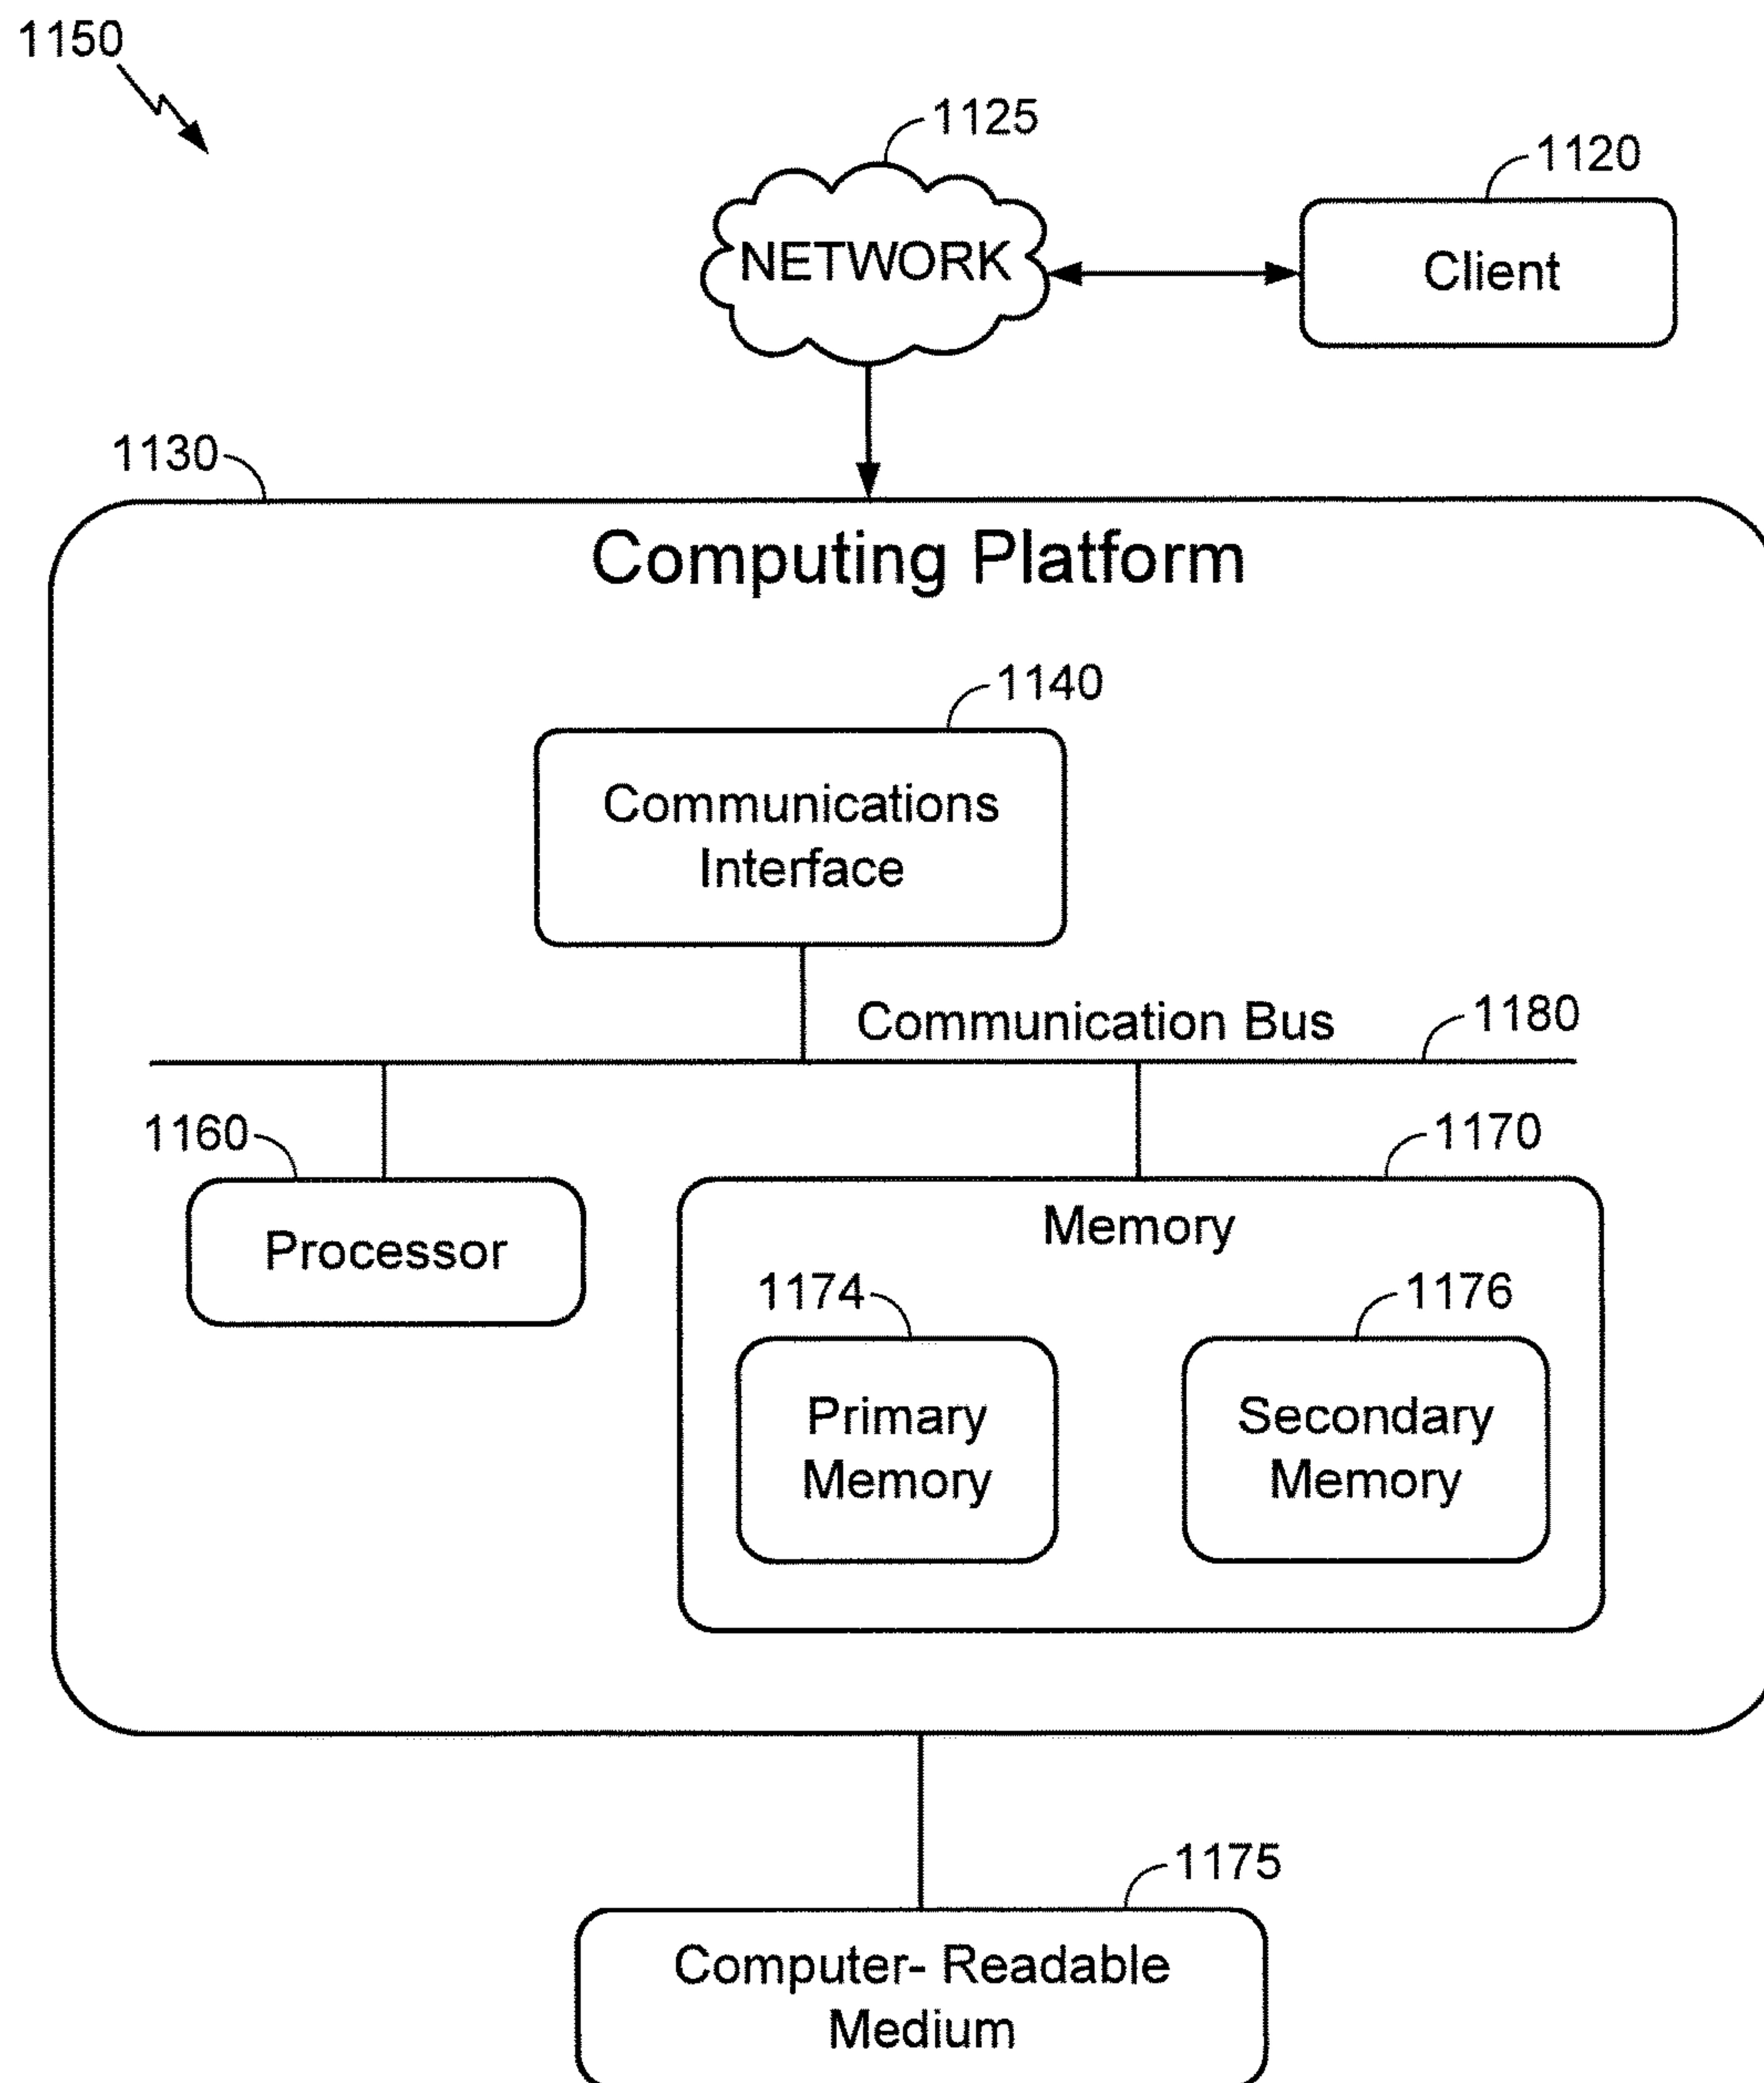 1150
1125
1120
NETWORK
Client
1130
Computing Platform
1140
Communications
Interface
Communication Bus
1180
1160
1170
Processor
Memory
1174
1176
Primary
Memory
Secondary
Memory
1175
Computer- Readable
Medium